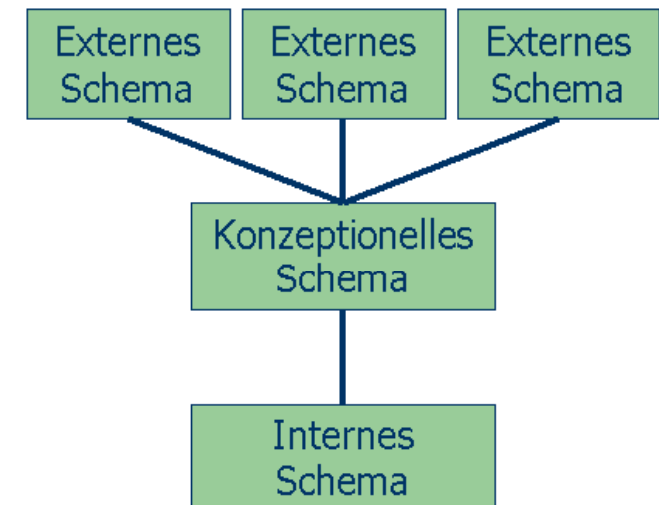 Externes
Schema
Externes
Schema
Externes
Schema
Konzeptionelles
Schema
Internes
Schema